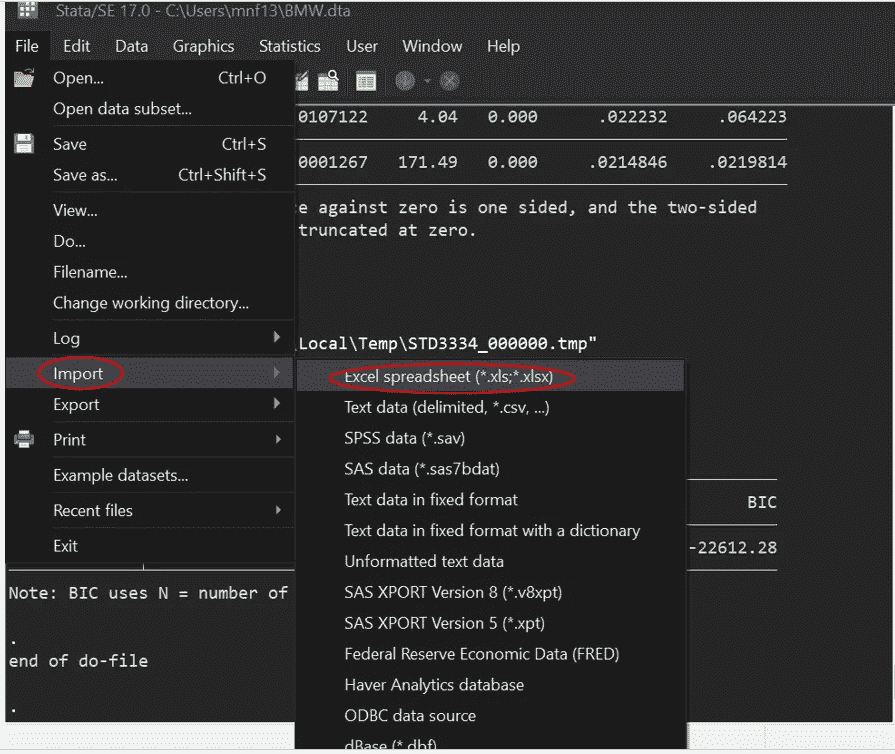 Stata/SE 17.0 - C:\Users\mnf13\BMW.dta
File Edit Data Graphics Statistics User Window Help
Open... Ctrl+O
Open data subset...
Save Ctrl+S
Save as... Ctrl+Shift+S
View...
Do...
Filename...
Change working directory...
Log
Import
Export
Print
Example datasets...
Recent files
Exit
0107122 4.04 0.000 .022232 .064223
0001267 171.49 0.000 .0214846 .0219814
ce against zero is one sided, and the two-sided
truncated at zero.
\Local\Temp\STD3334_000000.tmp"
Excel spreadsheet (*.xls;*.xlsx)
Text data (delimited, *.csv, ...)
SPSS data (*.sav)
SAS data (*.sas7bdat)
Text data in fixed format
Text data in fixed format with a dictionary
Unformatted text data
SAS XPORT Version 8 (*.v8xpt)
SAS XPORT Version 5 (*.xpt)
Federal Reserve Economic Data (FRED)
Haver Analytics database
ODBC data source
dBase (*.dbf)
BIC
-22612.28
Note: BIC uses N = number of
.
end of do-file
.